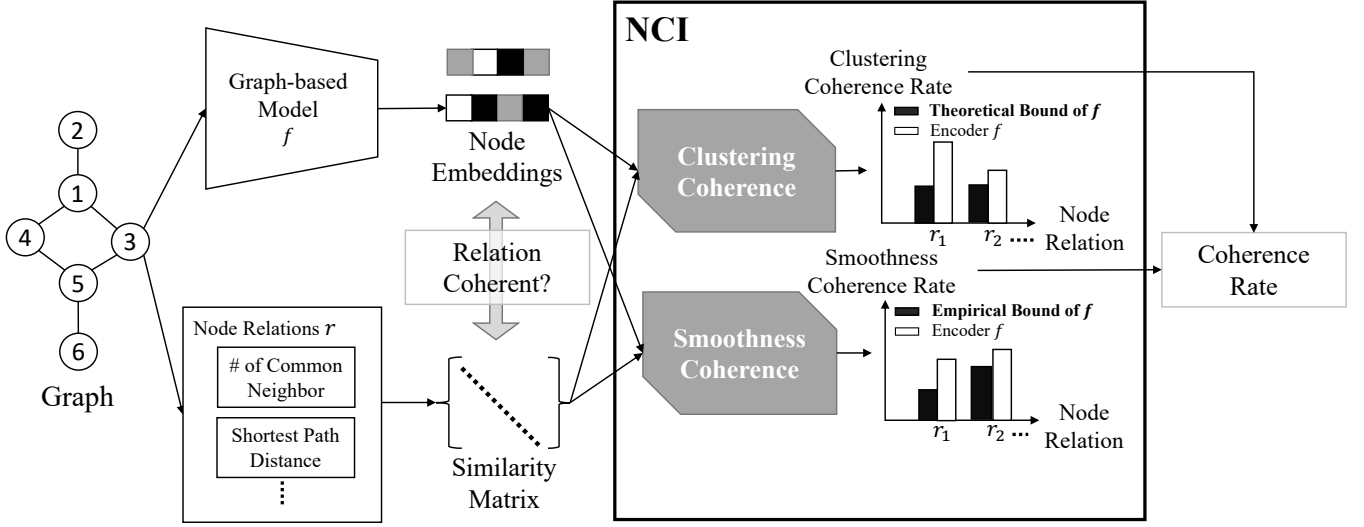 2
1
4
3
5
6
Graph
Graph-based
Model
f
Node Relations r
# of Common
Neighbor
Shortest Path
Distance
Node
Embeddings
Relation
Coherent?
Similarity
Matrix
NCI
Clustering
Coherence
Smoothness
Coherence
Clustering
Coherence Rate
Theoretical Bound of f
Encoder f
r1
r2 ....
Node
Relation
Smoothness
Coherence Rate
Empirical Bound of f
Encoder f
r1
r2 ...
Node
Relation
Coherence
Rate